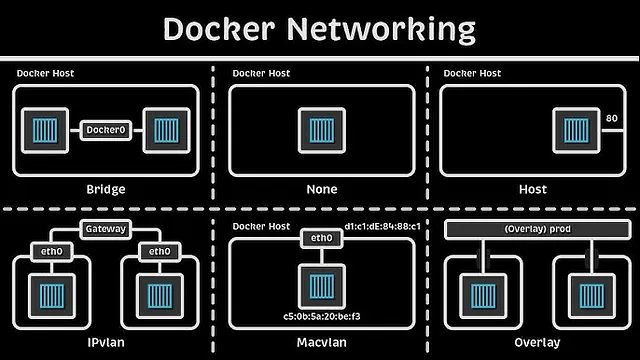 Docker Networking
Docker Host
Docker0
Bridge
Docker Host
None
Docker Host
80
Host
Gateway
eth0
eth0
IPvlan
Docker Host
d1:c1:dE:84:88:c1
eth0
c5:0b:5a:20:be:f3
Macvlan
(Overlay) prod
Overlay